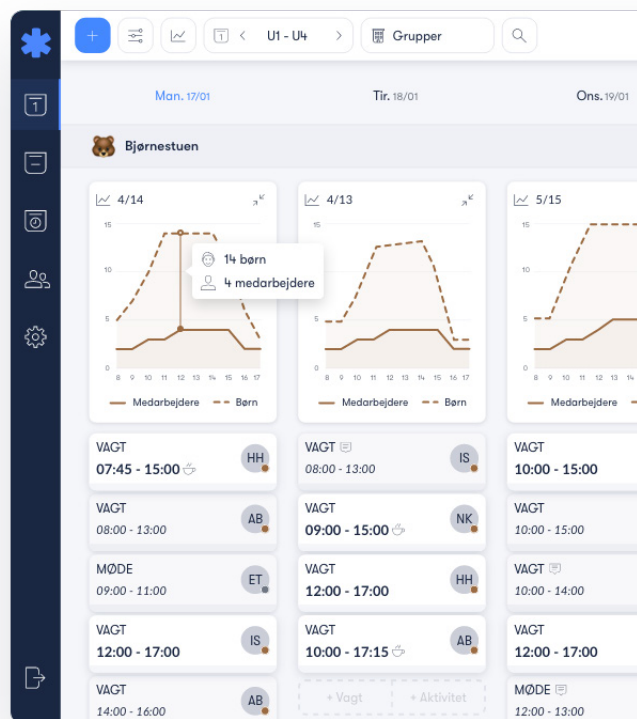 1
U1 - U4
Grupper
1
Man. 17/01
Tir. 18/01
Ons. 19/01
Bjørnestuen
4/14
15
10
5
0
8 9 10 11 12 13 14 15 16 17
14 børn
4 medarbejdere
Medarbejdere
Børn
4/13
15
10
5
0
8 9 10 11 12 13 14 15 16 17
Medarbejdere
Børn
5/15
15
10
5
0
8 9 10 11 12 13 14
Medarbejdere
VAGT
07:45 - 15:00
HH
VAGT
08:00 - 13:00
AB
MØDE
09:00 - 11:00
ET
VAGT
12:00 - 17:00
IS
VAGT
14:00 - 16:00
AB
VAGT
08:00 - 13:00
IS
VAGT
09:00 - 15:00
NK
VAGT
12:00 - 17:00
HH
VAGT
10:00 - 17:15
AB
+ Vagt
+ Aktivitet
VAGT
10:00 - 15:00
VAGT
10:00 - 15:00
VAGT
10:00 - 14:00
VAGT
12:00 - 17:00
MØDE
12:00 - 13:00